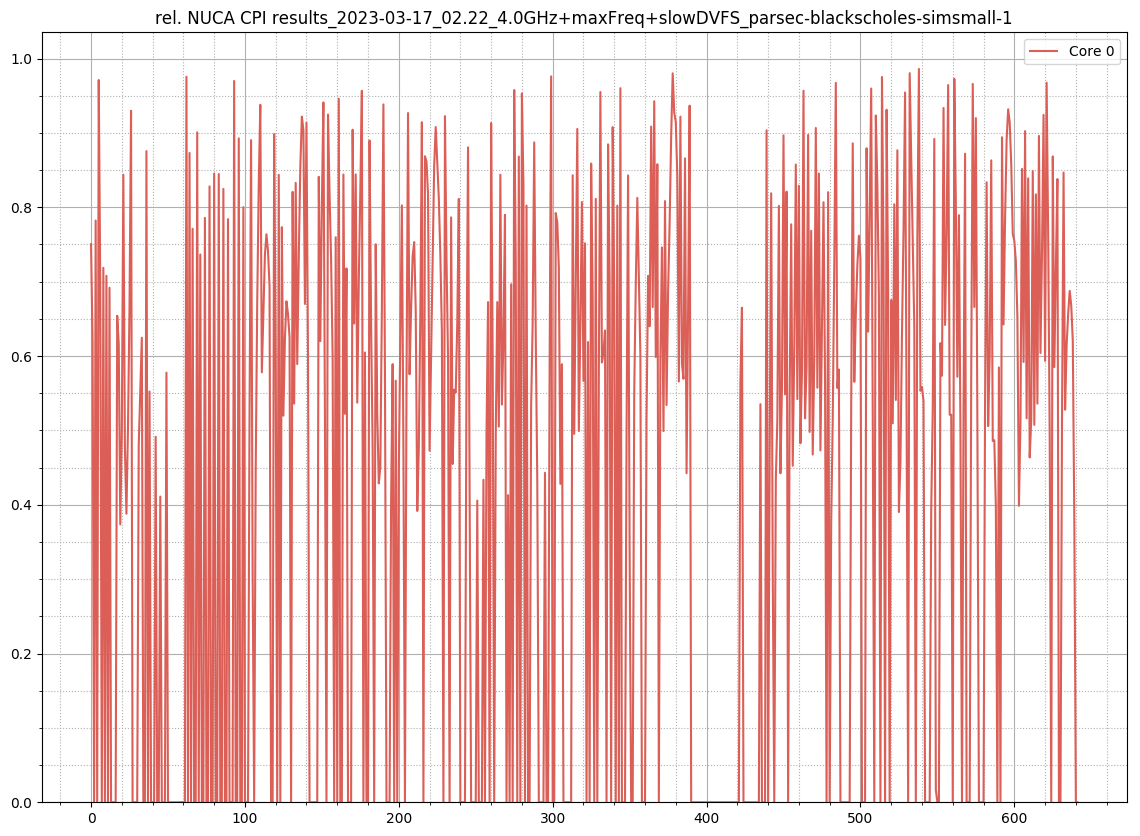 rel. NUCA CPI results_2023-03-17_02.22_4.0GHz+maxFreq+slowDVFS_parsec-blackscholes-simsmall-1
Core 0
1.0
0.8
0.6
0.4
0.2
0.0
0 100 200 300 400 500 600